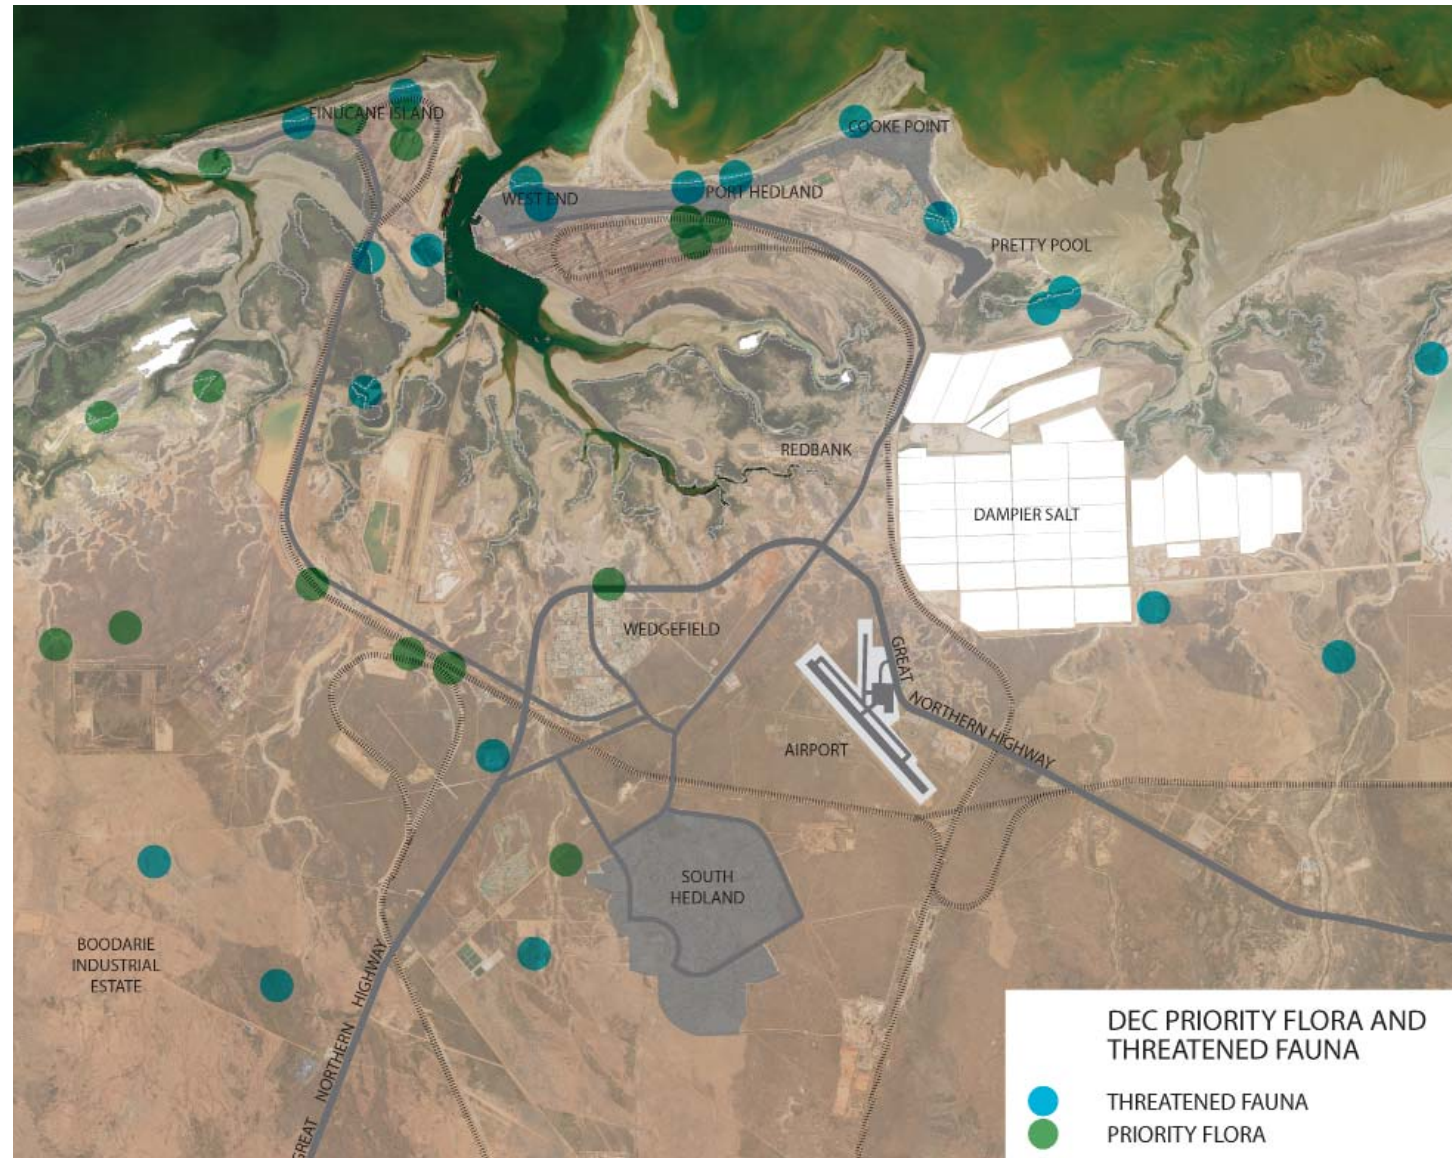 FINUCANE ISLAND
COOKE POINT
WEST END
PORT HEDLAND
PRETTY POOL
REDBANK
DAMPIER SALT
WEDGEFIELD
GREAT NORTHERN HIGHWAY
AIRPORT
SOUTH
HEDLAND
BOODARIE
INDUSTRIAL
ESTATE
GREAT NORTHERN HIGHWAY
DEC PRIORITY FLORA AND
THREATENED FAUNA
THREATENED FAUNA
PRIORITY FLORA